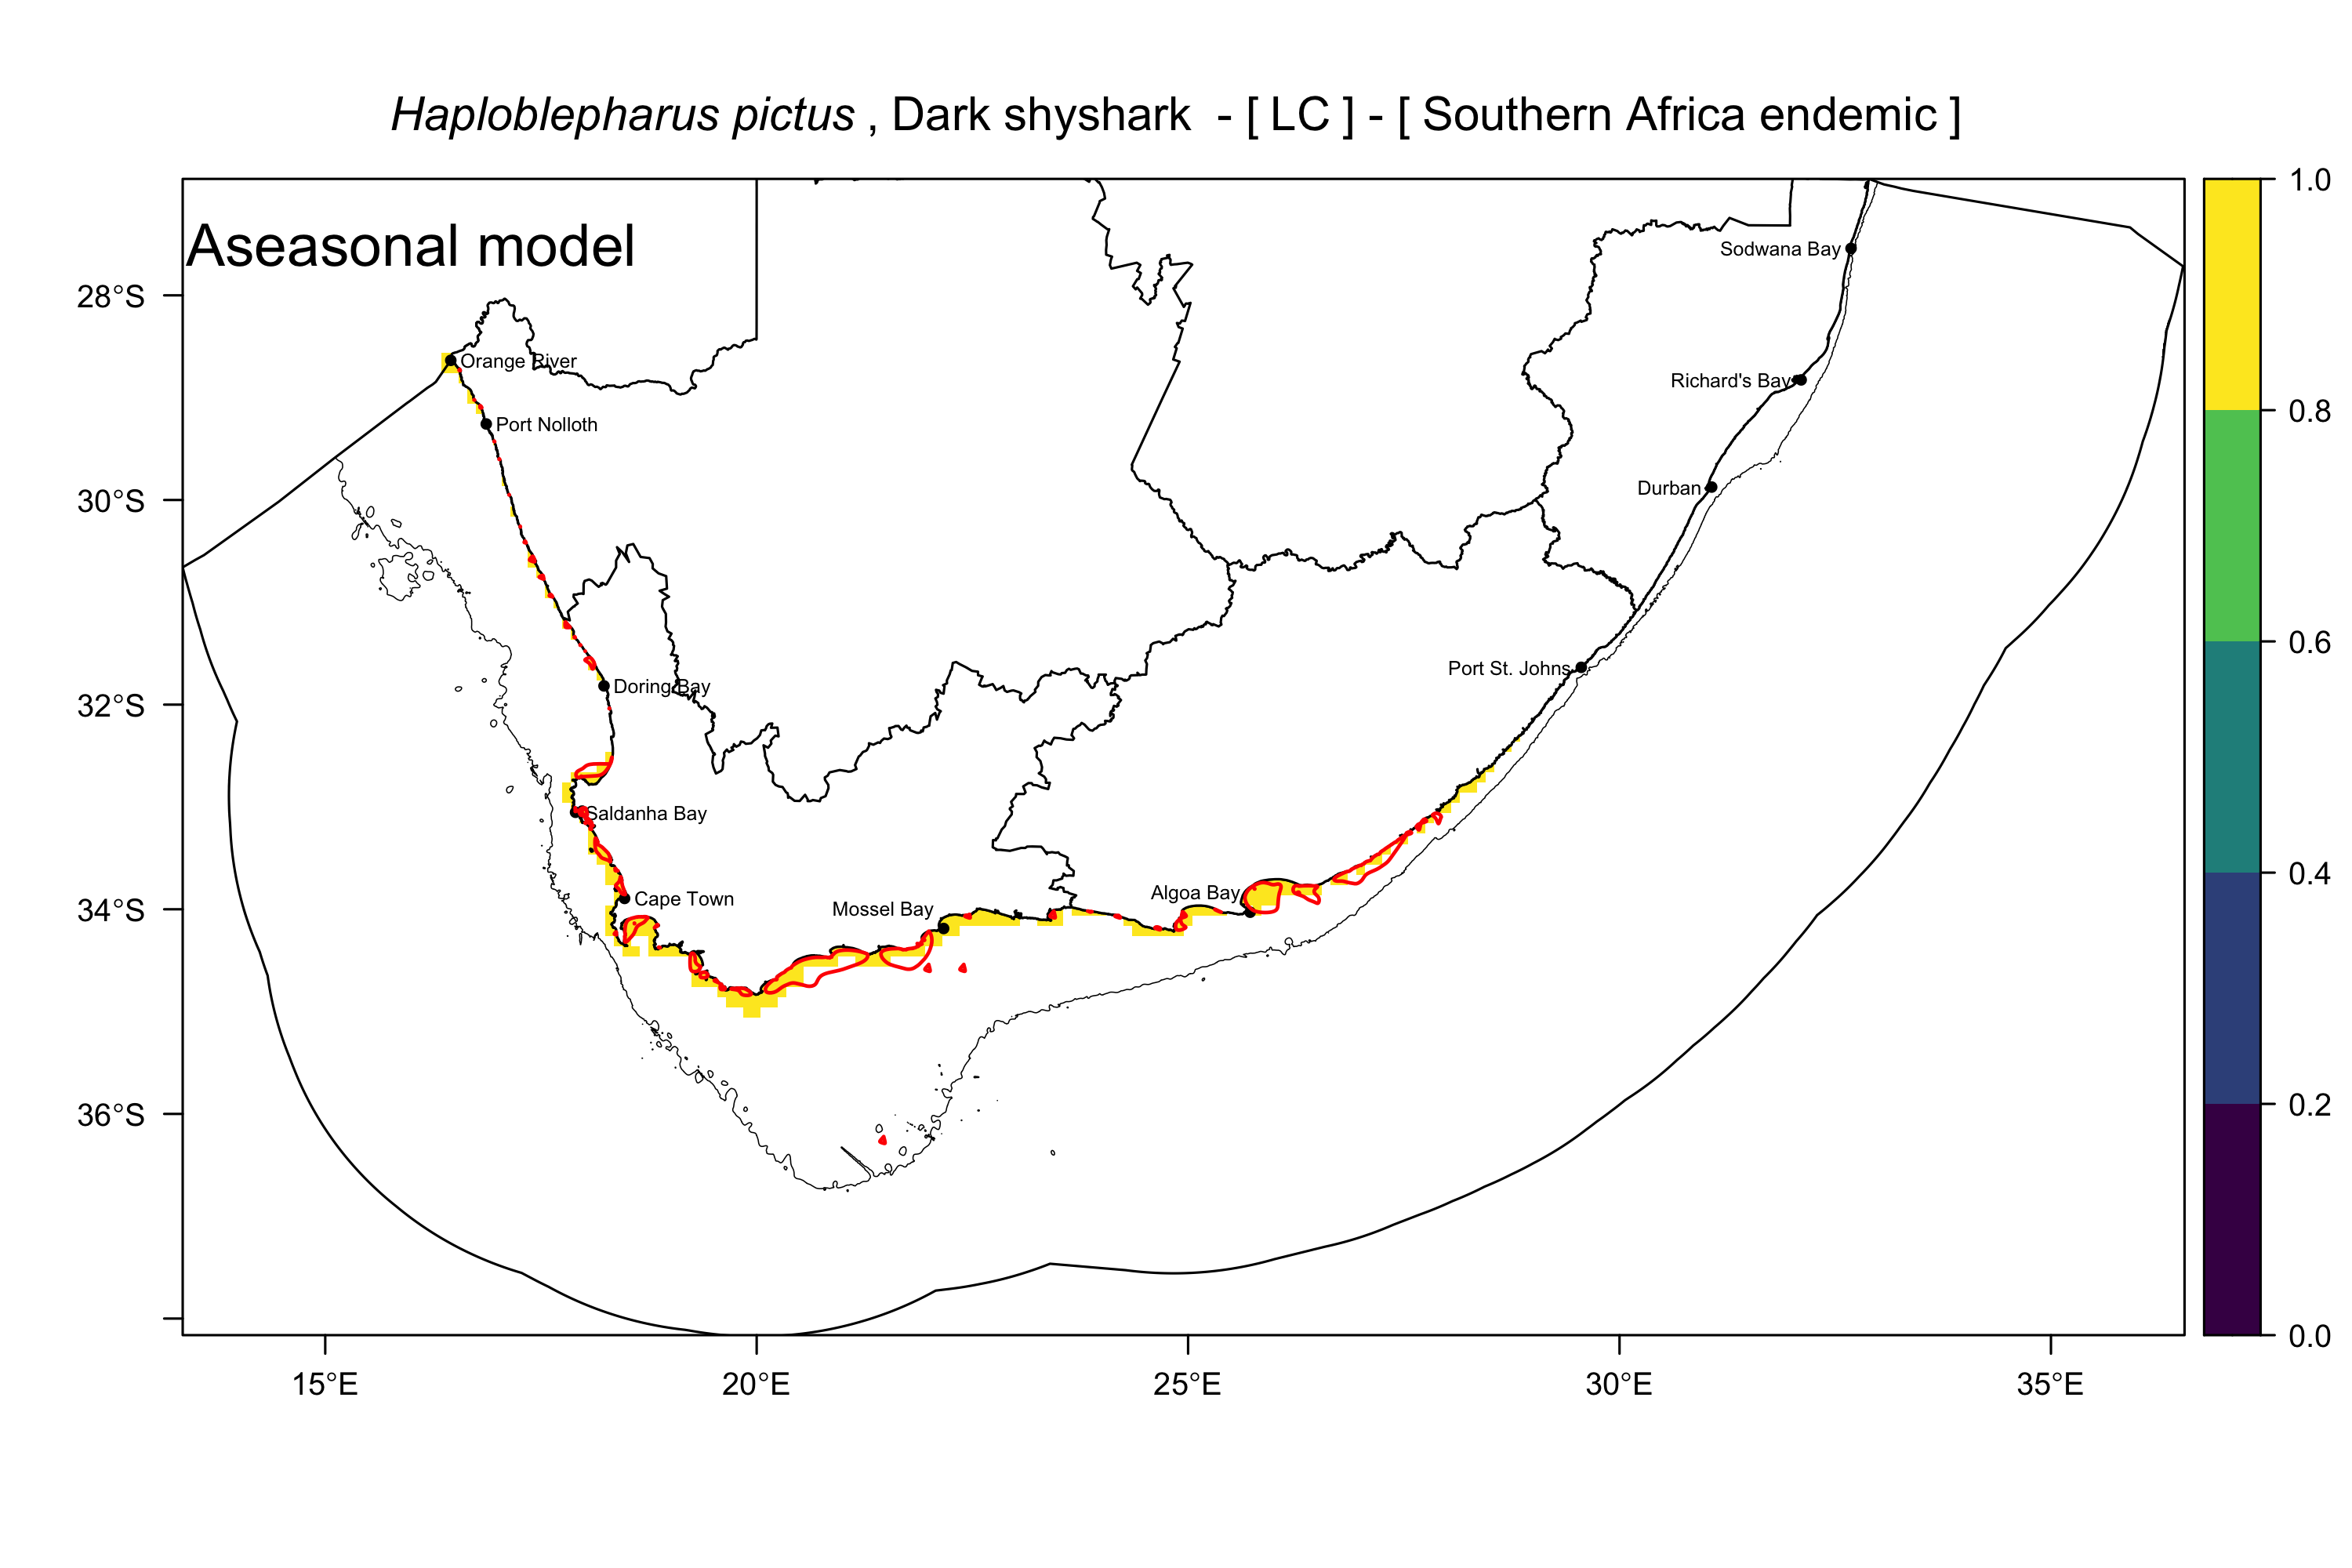 Haploblepharus pictus , Dark shyshark - [ LC ] - [ Southern Africa endemic ]
Aseasonal model
Sodwana Bay
Richard's Bay
Durban
Port St. Johns
Orange River
Port Nolloth
Doring Bay
Saldanha Bay
Cape Town
Mossel Bay
Algoa Bay
28°S
30°S
32°S
34°S
36°S
15°E
20°E
25°E
30°E
35°E
1.0
0.8
0.6
0.4
0.2
0.0